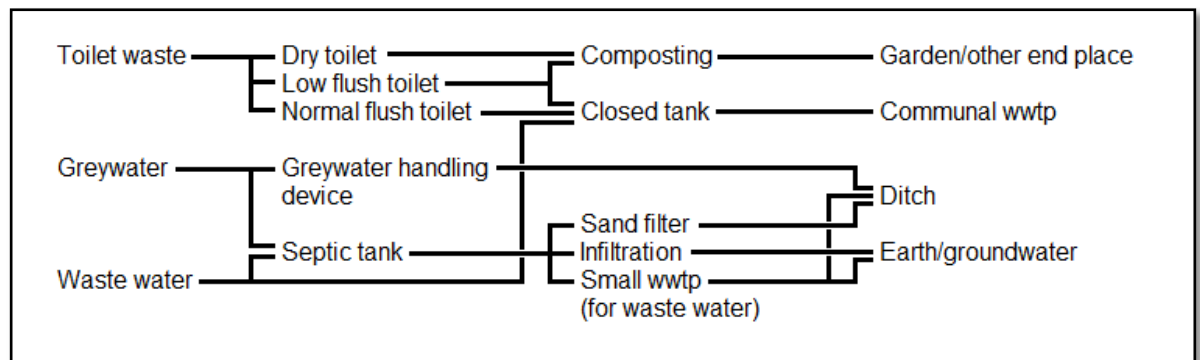 Toilet waste Dry toilet Composting Garden/other end place
Low flush toilet
Normal flush toilet Closed tank Communal wwtp
Greywater Greywater handling
device Ditch
Sand filter
Septic tank Infiltration Earth/groundwater
Waste water Small wwtp
(for waste water)